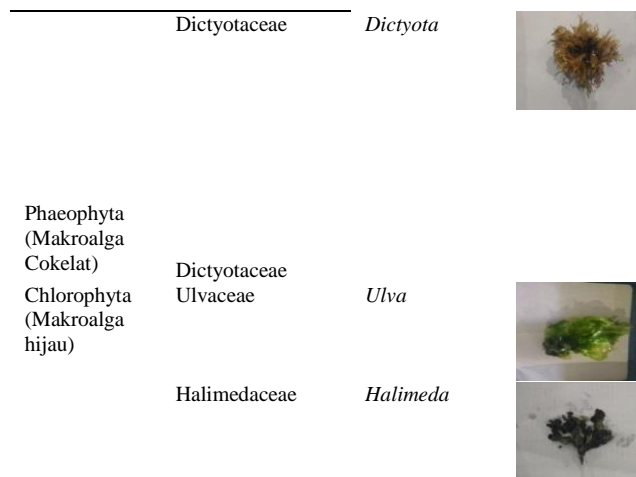 Dictyotaceae Dictyota
Phaeophyta
(Makroalga
Cokelat)
Dictyotaceae
Chlorophyta Ulvaceae Ulva
(Makroalga
hijau)
Halimedaceae Halimeda